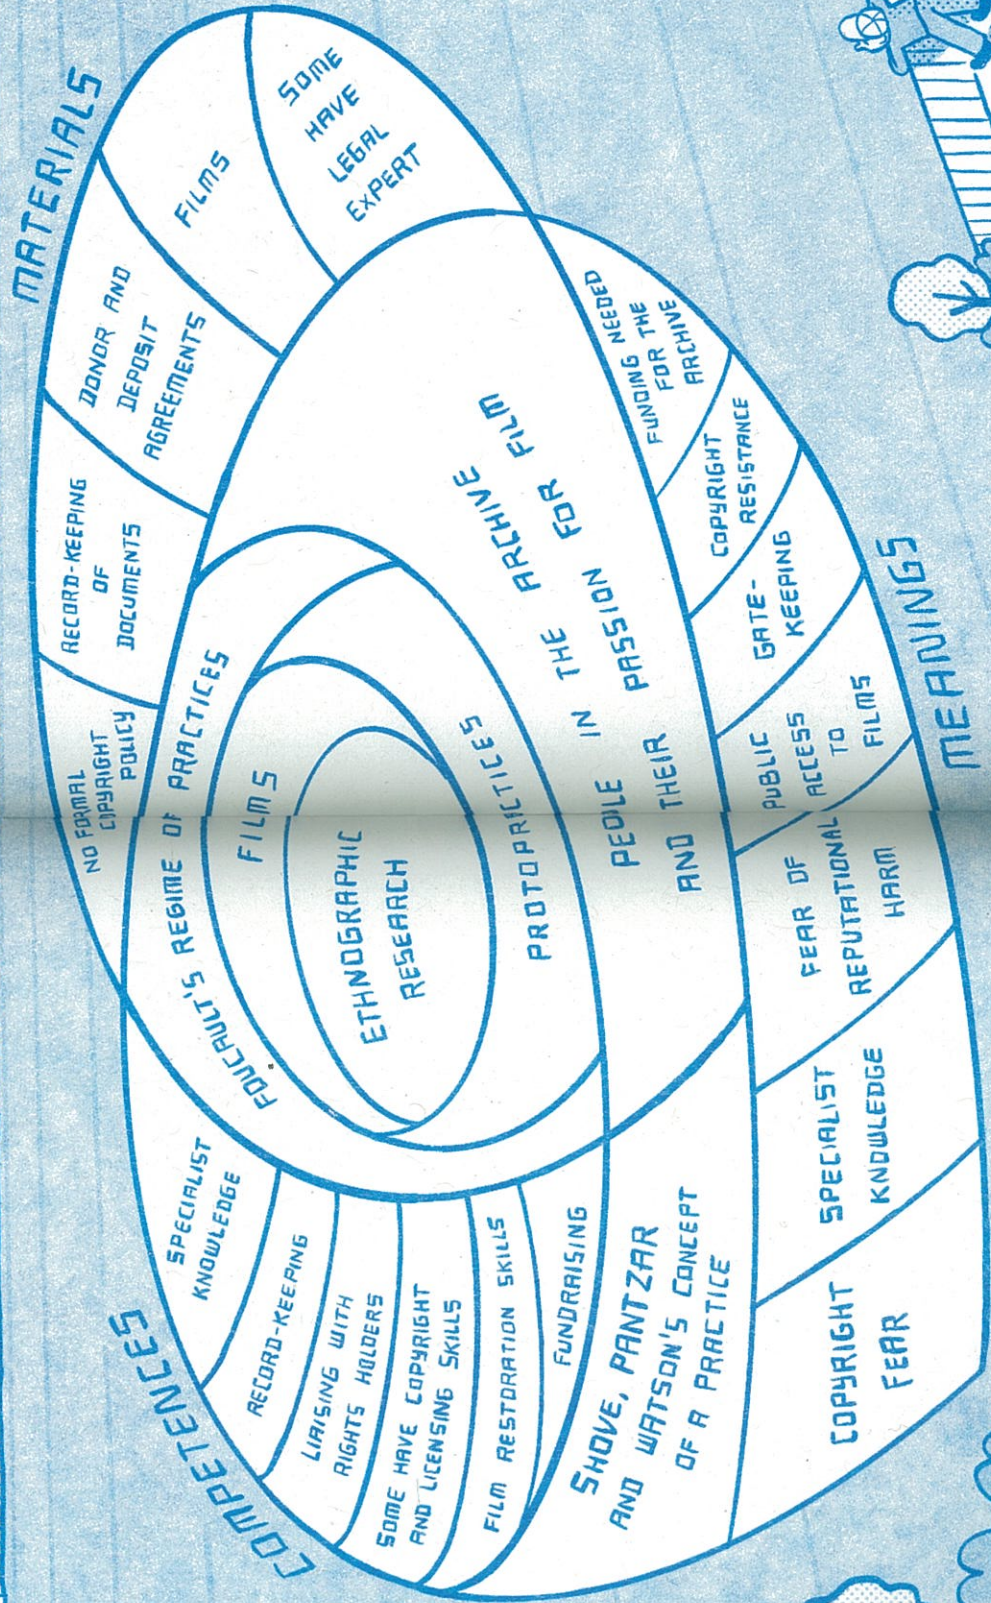 COMPETENCES
SPECIALIST
KNOWLEDGE
RECORD-KEEPING
LIAISING WITH
RIGHTS HOLDERS
SOME HAVE COPYRIGHT
AND LICENSING SKILLS
FILM RESTORATION SKILLS
FUNDRAISING
MATERIALS
NO FORMAL
COPYRIGHT
POLICY
RECORD-KEEPING
OF
DOCUMENTS
DONOR AND
DEPOSIT
AGREEMENTS
FILMS
SOME
HAVE
LEGAL
EXPERT
FOUCAULT'S REGIME OF PRACTICES
FILMS
ETHNOGRAPHIC
RESEARCH
PROTOPRACTICES
PEOPLE IN THE ARCHIVE
AND THEIR PASSION FOR FILM
SHOVE, PANTZAR
AND WATSON'S CONCEPT
OF A PRACTICE
COPYRIGHT
FEAR
SPECIALIST
KNOWLEDGE
FEAR OF
REPUTATIONAL
HARM
PUBLIC
ACCESS
TO
FILMS
GATE-
KEEPING
COPYRIGHT
RESISTANCE
FUNDING NEEDED
FOR THE
ARCHIVE
MEANINGS